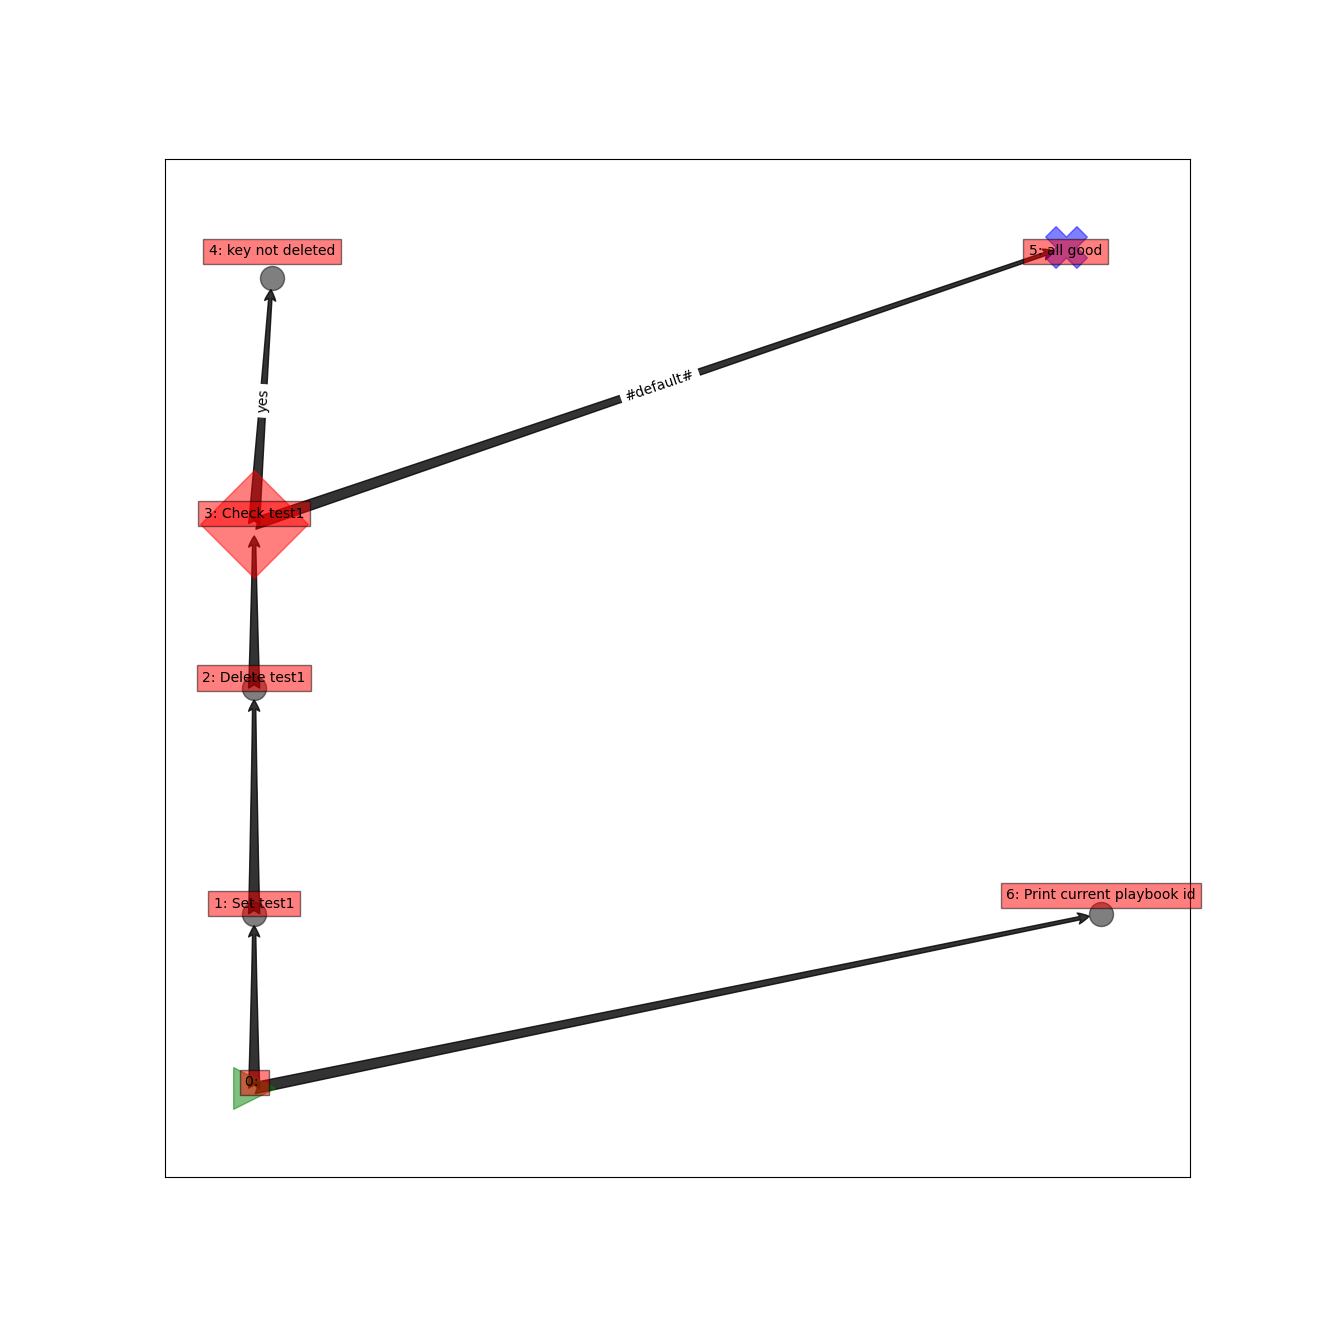 4: key not deleted
5: all good
#default#
yes
3: Check test1
2: Delete test1
1: Set test1
6: Print current playbook id
0: